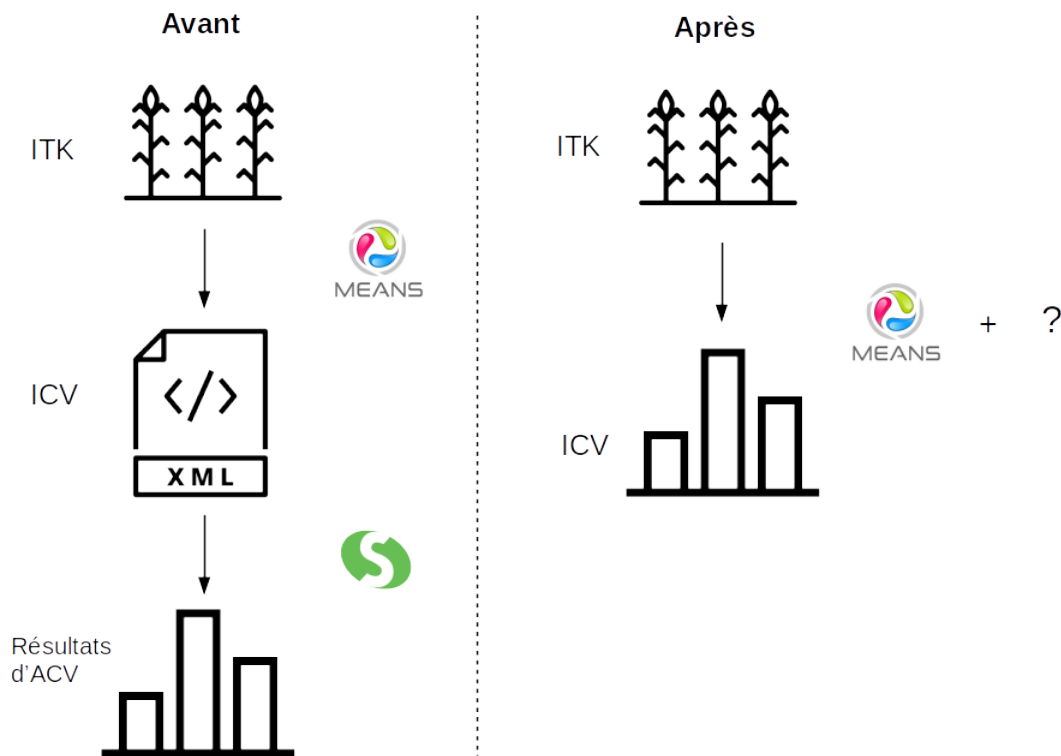 Avant
ITK
MEANS
ICV
</>
XML
Résultats
d'ACV
Après
ITK
MEANS
+ ?
ICV